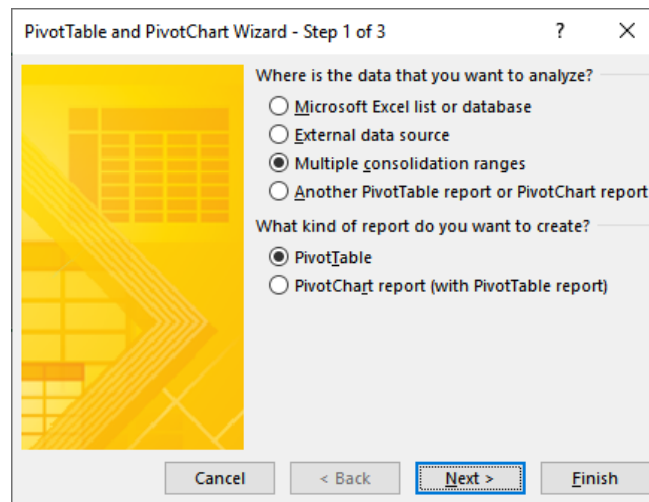 PivotTable and PivotChart Wizard - Step 1 of 3 ? ×
Where is the data that you want to analyze?
Microsoft Excel list or database
External data source
Multiple consolidation ranges
Another PivotTable report or PivotChart report
What kind of report do you want to create?
PivotTable
PivotChart report (with PivotTable report)
Cancel < Back Next > Finish